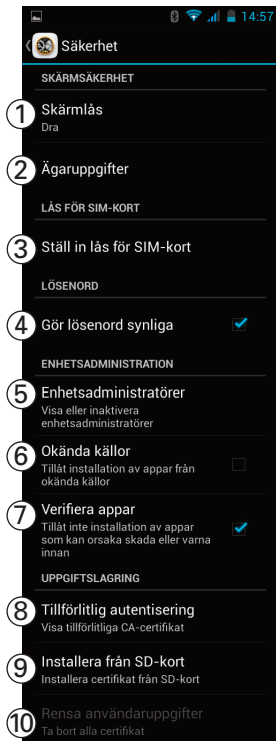 14:57
Säkerhet
SKÄRMSÄKERHET
1 Skärmlås
Dra
2 Ägaruppgifter
LÅS FÖR SIM-KORT
3 Ställ in lås för SIM-kort
LÖSENORD
4 Gör lösenord synliga
ENHETSADMINISTRATION
5 Enhetsadministratörer
Visa eller inaktivera
enhetsadministratörer
6 Okända källor
Tillåt installation av appar från
okända källor
7 Verifiera appar
Tillåt inte installation av appar
som kan orsaka skada eller varna
innan
UPPGIFTSLAGRING
8 Tillförlitlig autentisering
Visa tillförlitliga CA-certifikat
9 Installera från SD-kort
Installera certifikat från SD-kort
10 Rensa användaruppgifter
Ta bort alla certifikat